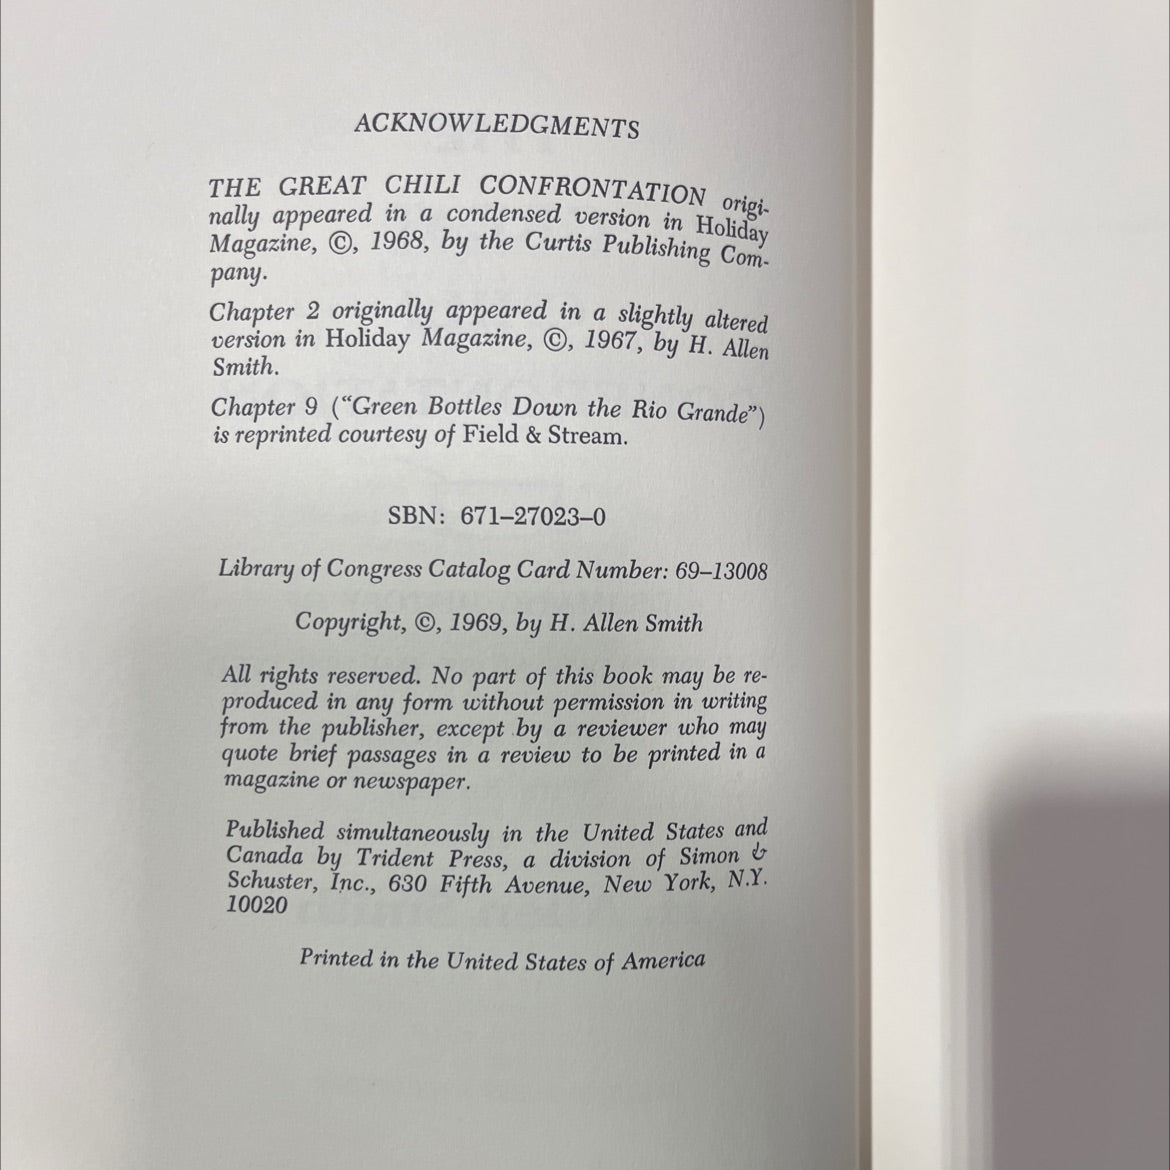 ACKNOWLEDGMENTS
THE GREAT CHILI CONFRONTATION origi-
nally appeared in a condensed version in Holiday
Magazine, ©, 1968, by the Curtis Publishing Com-
pany.
Chapter 2 originally appeared in a slightly altered
version in Holiday Magazine, ©, 1967, by H. Allen
Smith.
Chapter 9 (“Green Bottles Down the Rio Grande”)
is reprinted courtesy of Field & Stream.
SBN: 671–27023–0
Library of Congress Catalog Card Number: 69–13008
Copyright, ©, 1969, by H. Allen Smith
All rights reserved. No part of this book may be re-
produced in any form without permission in writing
from the publisher, except by a reviewer who may
quote brief passages in a review to be printed in a
magazine or newspaper.
Published simultaneously in the United States and
Canada by Trident Press, a division of Simon &
Schuster, Inc., 630 Fifth Avenue, New York, N.Y.
10020
Printed in the United States of America